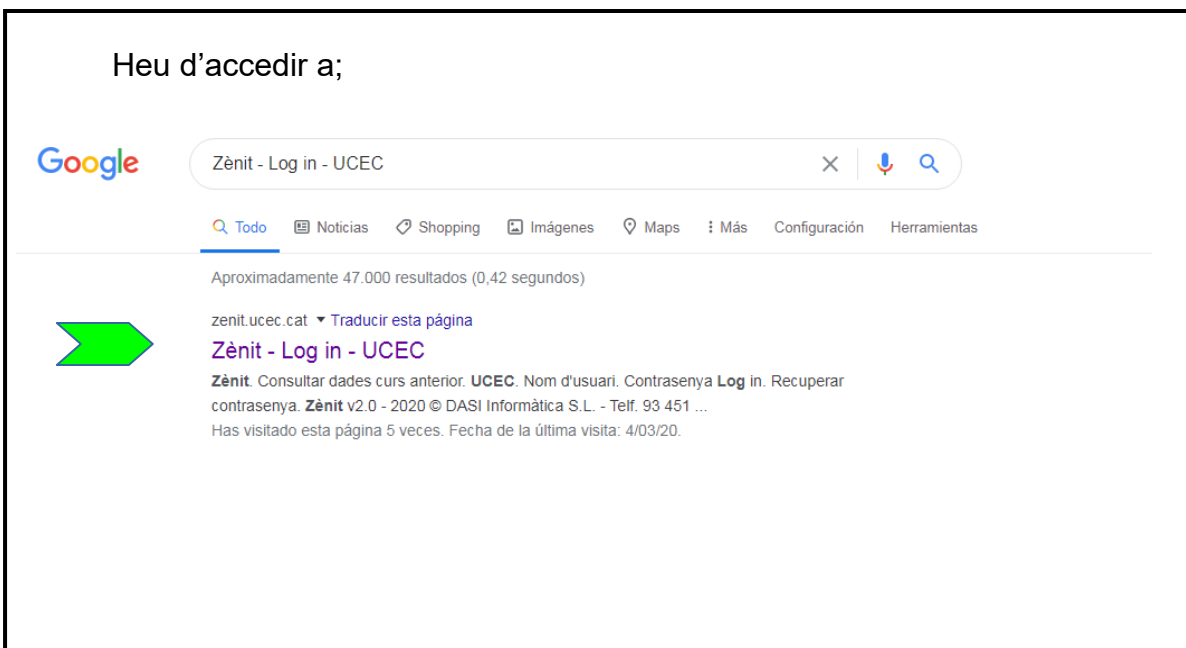 Heu d’accedir a;
Google
Zènit - Log in - UCEC
Todo Noticias Shopping Imágenes Maps Más Configuración Herramientas
Aproximadamente 47.000 resultados (0,42 segundos)
zenit.ucec.cat Traducir esta página
Zènit - Log in - UCEC
Zènit. Consultar dades curs anterior. UCEC. Nom d'usuari. Contrasenya Log in. Recuperar
contrasenya. Zènit v2.0 - 2020 © DASI Informàtica S.L. - Telf. 93 451 ...
Has visitado esta página 5 veces. Fecha de la última visita: 4/03/20.